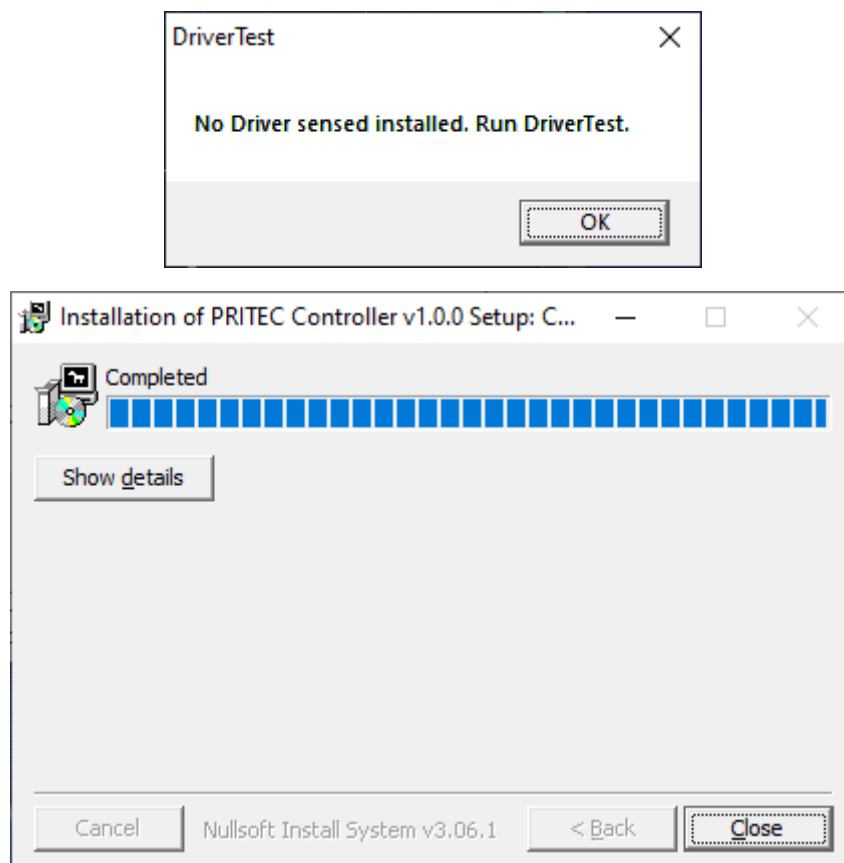 DriverTest
No Driver sensed installed. Run DriverTest.
OK
Installation of PRITEC Controller v1.0.0 Setup: C...
Completed
Show details
Cancel
Nullsoft Install System v3.06.1
< Back
Close